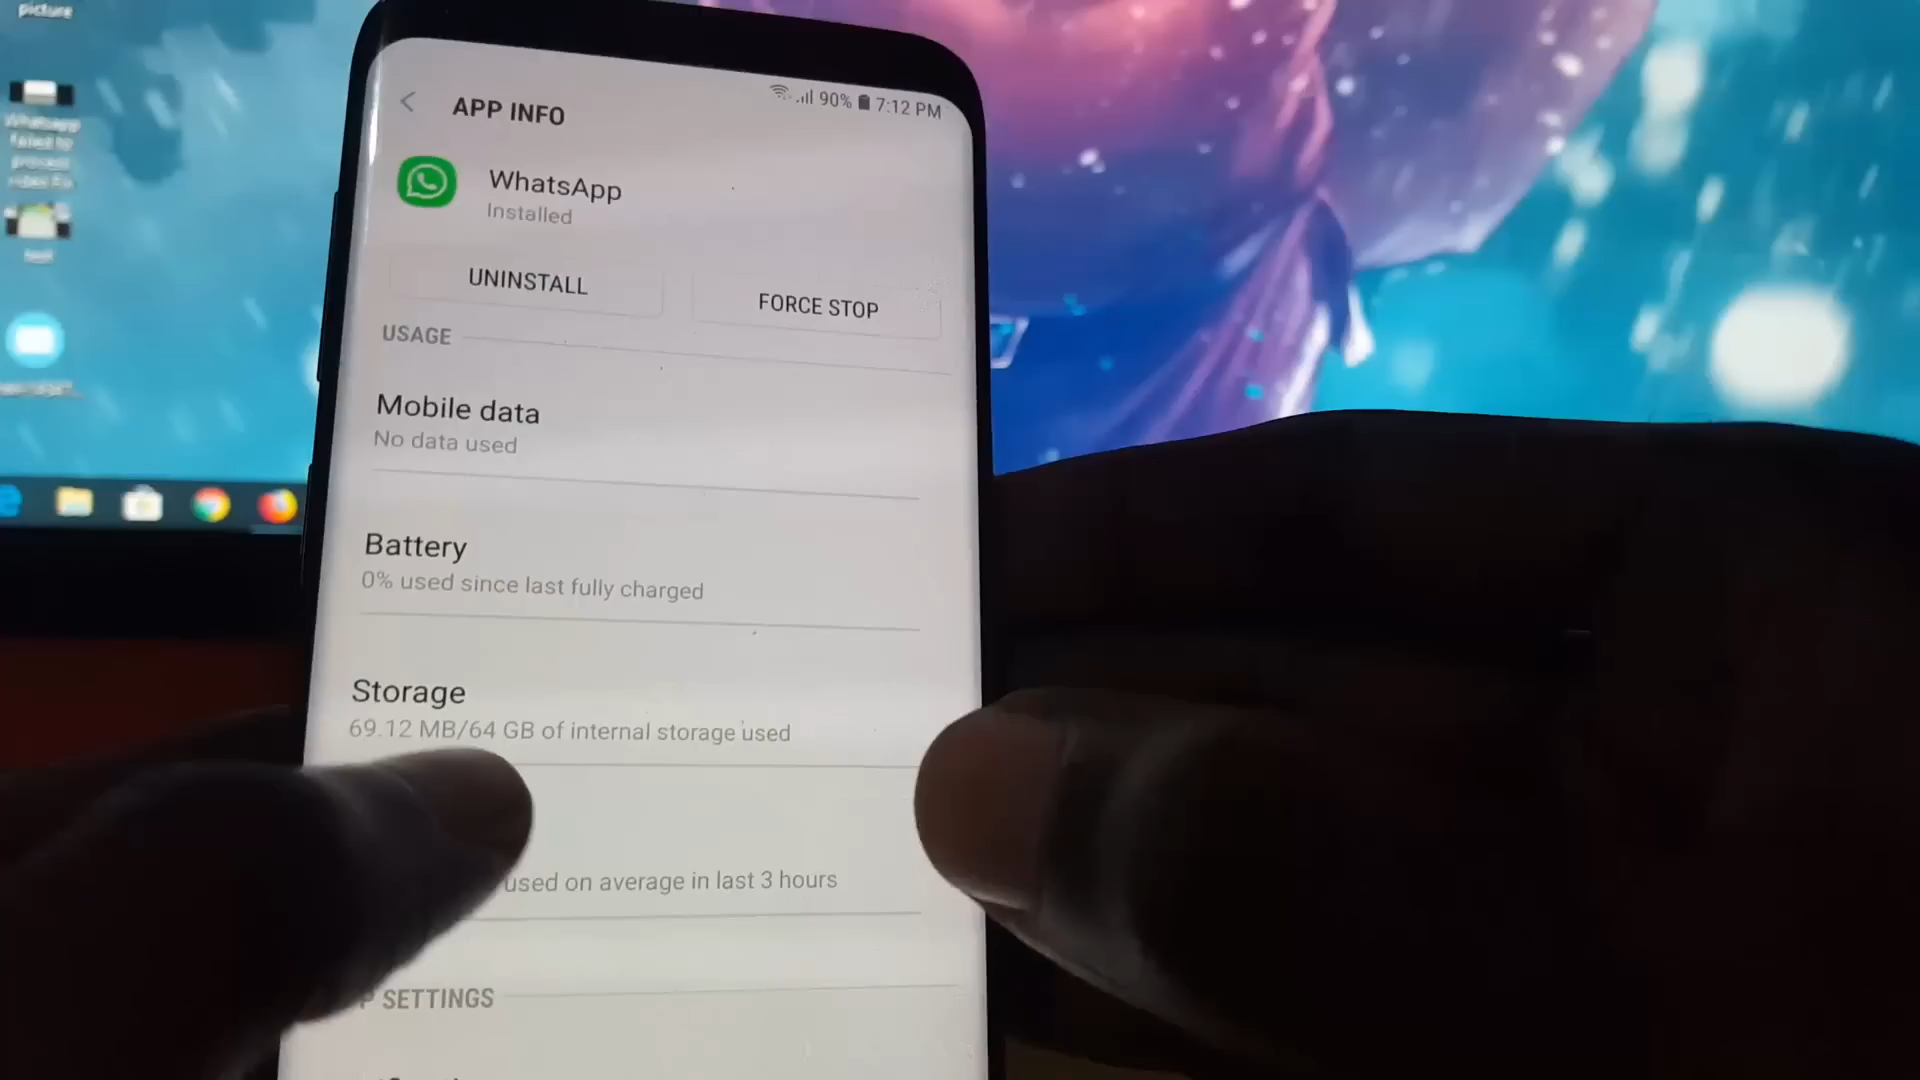 picture
90% 7:12 PM
APP INFO
WhatsApp
Installed
UNINSTALL
FORCE STOP
USAGE
Mobile data
No data used
Battery
0% used since last fully charged
Storage
69.12 MB/64 GB of internal storage used
used on average in last 3 hours
P SETTINGS